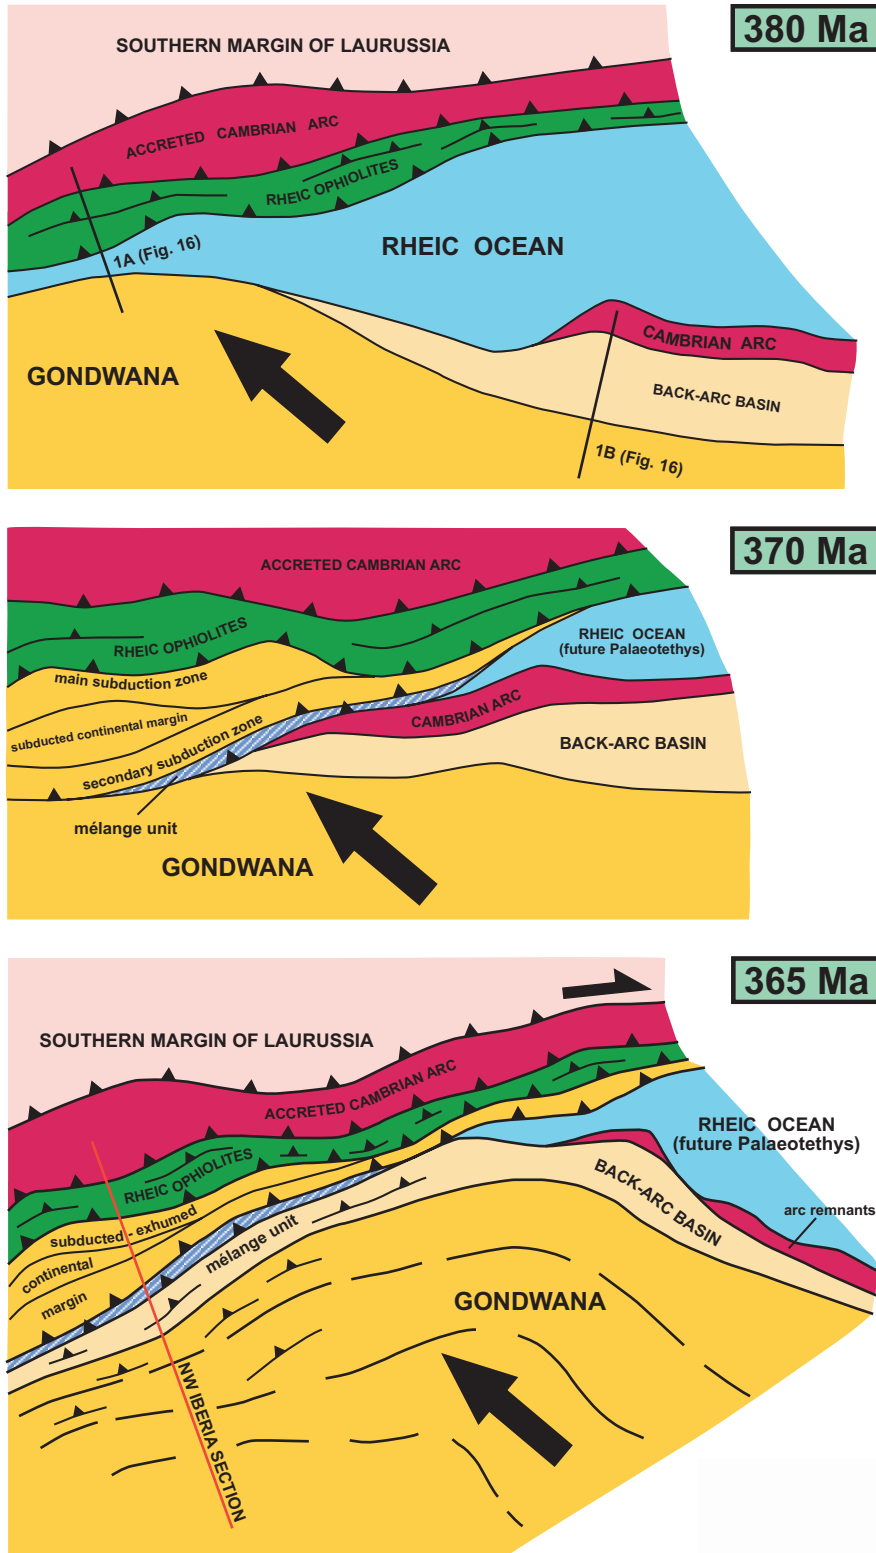 380 Ma
SOUTHERN MARGIN OF LAURUSSIA
ACCRETED CAMBRIAN ARC
RHEIC OPHIOLITES
1A (Fig. 16)
RHEIC OCEAN
GONDWANA
CAMBRIAN ARC
BACK-ARC BASIN
1B (Fig. 16)
370 Ma
ACCRETED CAMBRIAN ARC
RHEIC OPHIOLITES
RHEIC OCEAN
(future Palaeotethys)
main subduction zone
subducted continental margin
secondary subduction zone
CAMBRIAN ARC
BACK-ARC BASIN
mélange unit
GONDWANA
365 Ma
SOUTHERN MARGIN OF LAURUSSIA
ACCRETED CAMBRIAN ARC
RHEIC OPHIOLITES
RHEIC OCEAN
(future Palaeotethys)
subducted - exhumed
continental
margin
mélange unit
BACK-ARC BASIN
arc remnants
GONDWANA
NW IBERIA SECTION